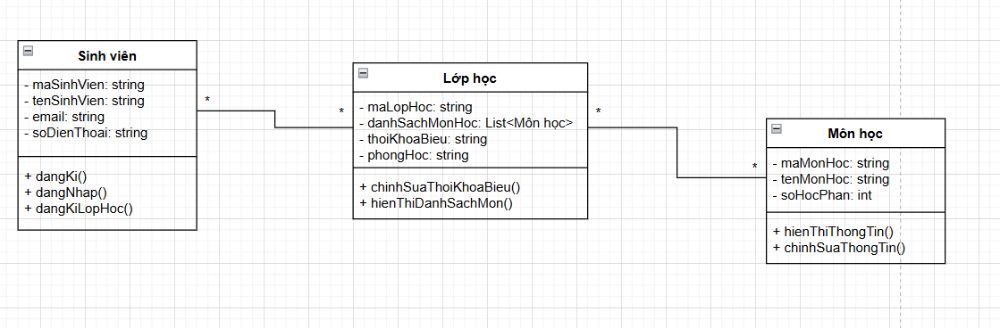 Sinh viên
- maSinhVien: string
- tenSinhVien: string
- email: string
- soDienThoai: string
+ dangKi()
+ dangNhap()
+ dangKiLopHoc()
*
*
Lớp học
- maLopHoc: string
- danhSachMonHoc: List<Môn học>
- thoiKhoaBieu: string
- phongHoc: string
+ chinhSuaThoiKhoaBieu()
+ hienThiDanhSachMon()
*
*
Môn học
- maMonHoc: string
- tenMonHoc: string
- soHocPhan: int
+ hienThiThongTin()
+ chinhSuaThongTin()